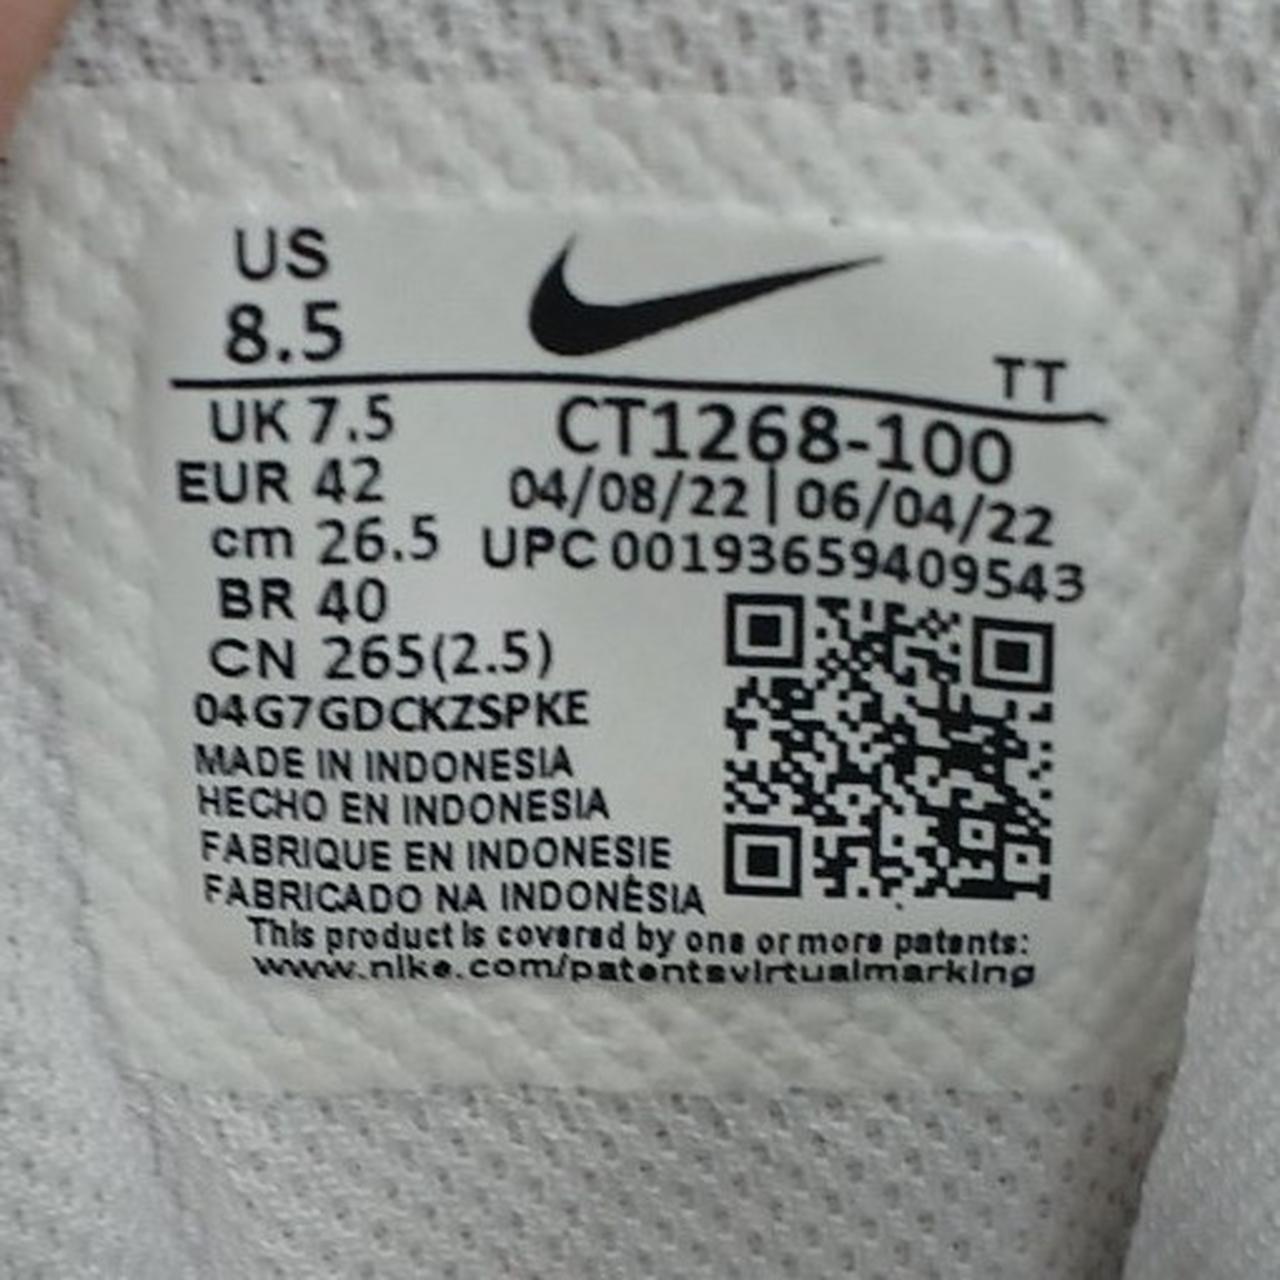 US
8.5
TT
UK 7.5
CT1268-100
EUR 42
04/08/22 | 06/04/22
cm 26.5
UPC 00193659409543
BR 40
CN 265(2.5)
04G7GDCKZSPKE
MADE IN INDONESIA
HECHO EN INDONESIA
FABRIQUE EN INDONESIE
FABRICADO NA INDONÉSIA
This product is covered by one or more patents:
www.nike.com/patentsvirtualmarking